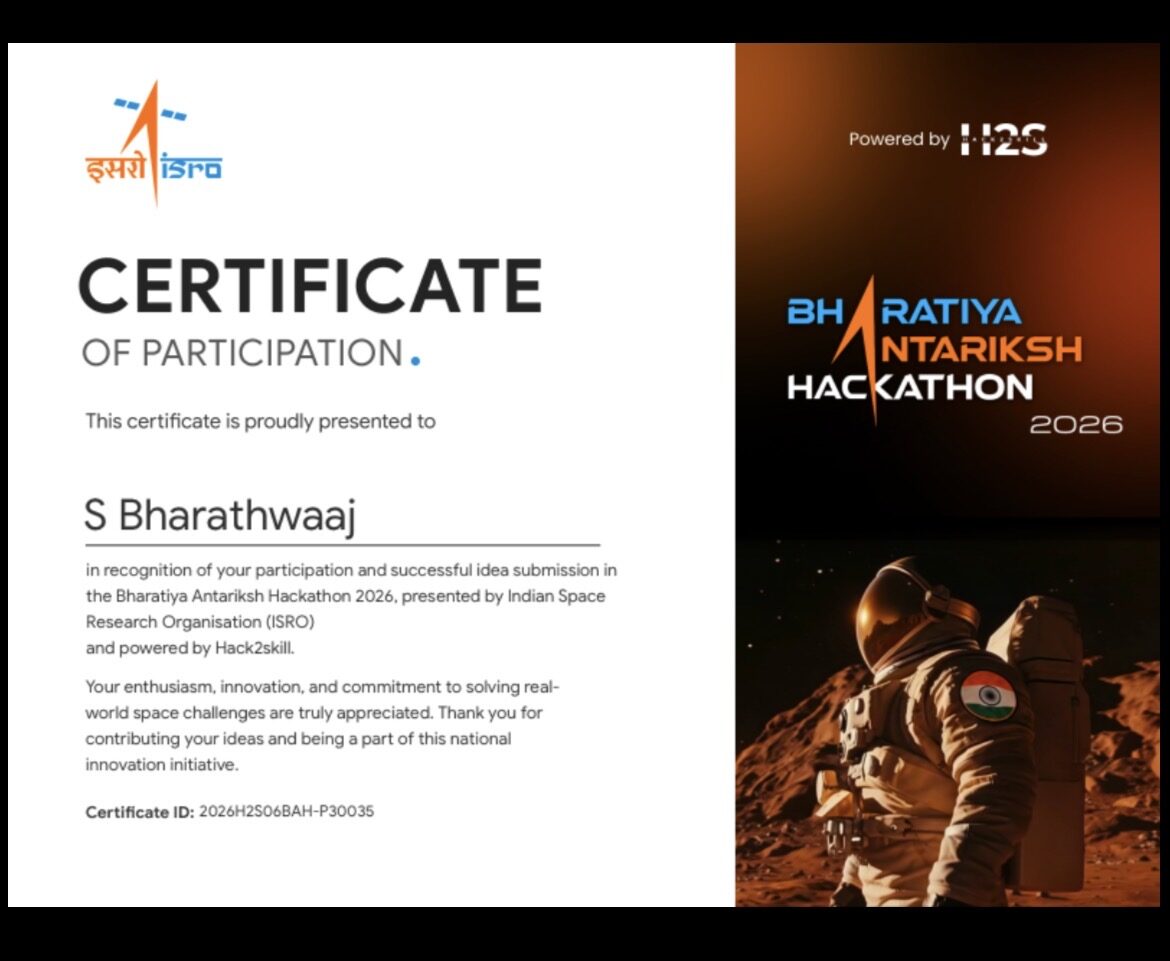 इसरो isro
CERTIFICATE
OF PARTICIPATION.
This certificate is proudly presented to
S Bharathwaaj
in recognition of your participation and successful idea submission in
the Bharatiya Antariksh Hackathon 2026, presented by Indian Space
Research Organisation (ISRO)
and powered by Hack2skill.
Your enthusiasm, innovation, and commitment to solving real-
world space challenges are truly appreciated. Thank you for
contributing your ideas and being a part of this national
innovation initiative.
Certificate ID: 2026H2S06BAH-P30035
Powered by H2S
HACK2SKILL
BHARATIYA
ANTARIKSH
HACKATHON
2026